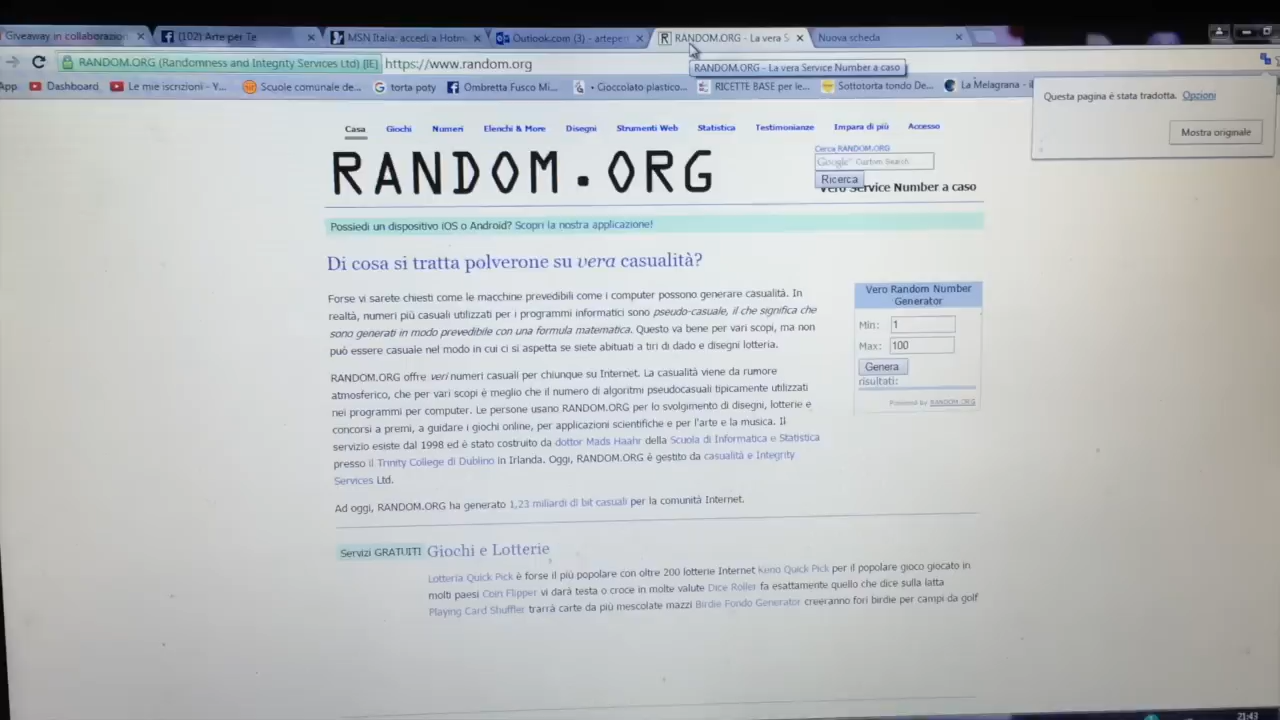 Giveaway in collaborazion
(102) Arte per Te
MSN Italia: accedi a Hotm
Outlook.com (3) - artepe
RANDOM.ORG - La vera S
Nuova scheda
RANDOM.ORG (Randomness and Integrity Services Ltd) [IE]
https://www.random.org
RANDOM.ORG - La vera Service Number a caso
App
Dashboard
Le mie iscrizioni - Y...
Scuole comunale de...
torta poty
Ombretta Fusco Mi...
• Cioccolato plastico...
RICETTE BASE per le...
Sottotorta tondo De...
La Melagrana - il
Questa pagina è stata tradotta. Opzioni
Mostra originale
Casa Giochi Numeri Elenchi & More Disegni Strumenti Web Statistica Testimonianze Impara di più Accesso
RANDOM.ORG
Cerca RANDOM.ORG
Google™ Custom Search
Ricerca
Vero Service Number a caso
Possiedi un dispositivo iOS o Android? Scopri la nostra applicazione!
Di cosa si tratta polverone su vera casualità?
Forse vi sarete chiesti come le macchine prevedibili come i computer possono generare casualità. In
realtà, numeri più casuali utilizzati per i programmi informatici sono pseudo-casuale, il che significa che
sono generati in modo prevedibile con una formula matematica. Questo va bene per vari scopi, ma non
può essere casuale nel modo in cui ci si aspetta se siete abituati a tiri di dado e disegni lotteria.
RANDOM.ORG offre veri numeri casuali per chiunque su Internet. La casualità viene da rumore
atmosferico, che per vari scopi è meglio che il numero di algoritmi pseudocasuali tipicamente utilizzati
nei programmi per computer. Le persone usano RANDOM.ORG per lo svolgimento di disegni, lotterie e
concorsi a premi, a guidare i giochi online, per applicazioni scientifiche e per l'arte e la musica. Il
servizio esiste dal 1998 ed è stato costruito da dottor Mads Haahr della Scuola di Informatica e Statistica
presso il Trinity College di Dublino in Irlanda. Oggi, RANDOM.ORG è gestito da casualità e Integrity
Services Ltd.
Ad oggi, RANDOM.ORG ha generato 1,23 miliardi di bit casuali per la comunità Internet.
Vero Random Number
Generator
Min: 1
Max: 100
Genera
risultati:
Powered by RANDOM.ORG
Servizi GRATUITI
Giochi e Lotterie
Lotteria Quick Pick è forse il più popolare con oltre 200 lotterie Internet Keno Quick Pick per il popolare gioco giocato in
molti paesi Coin Flipper vi darà testa o croce in molte valute Dice Roller fa esattamente quello che dice sulla latta
Playing Card Shuffler trarrà carte da più mescolate mazzi Birdie Fondo Generator creeranno fori birdie per campi da golf
21:43